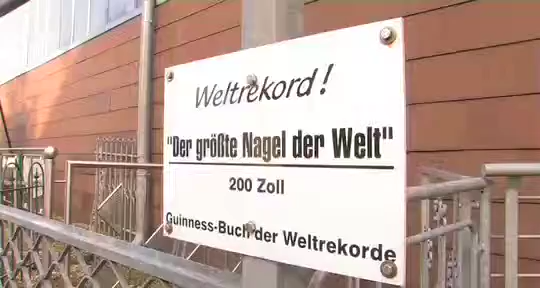 Weltrekord!
"Der größte Nagel der Welt"
200 Zoll
Guinness-Buch der Weltrekorde